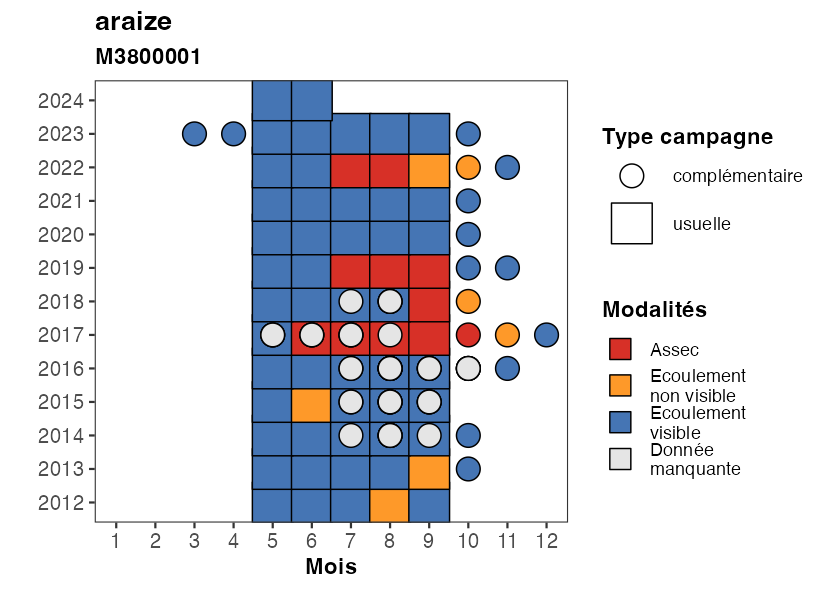 araize
M3800001
2024
2023
2022
2021
2020
2019
2018
2017
2016
2015
2014
2013
2012
1 2 3 4 5 6 7 8 9 10 11 12
Mois
Type campagne
complémentaire
usuelle
Modalités
Assec
Ecoulement
non visible
Ecoulement
visible
Donnée
manquante